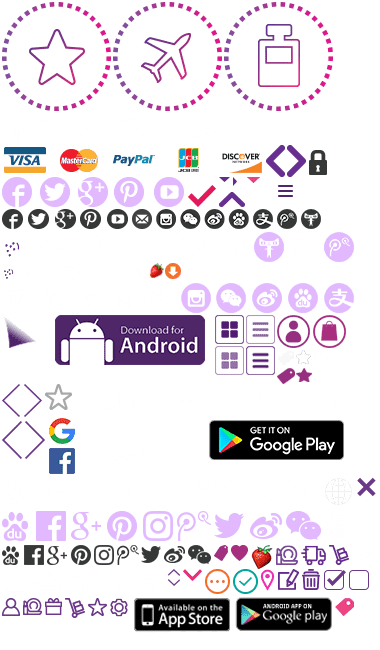 VISA MasterCard PayPal JCB DISCOVER
NETWORK
Download for
Android
GET IT ON
Google Play
Available on the
App Store
ANDROID APP ON
Google play